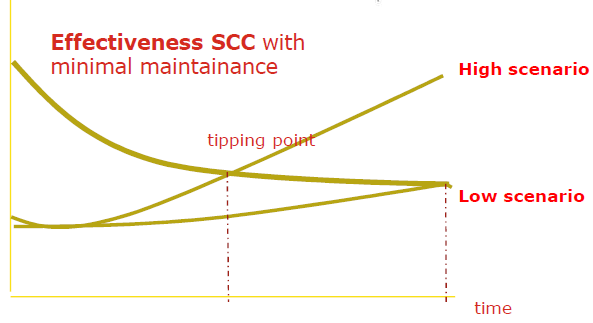 Effectiveness SCC with
minimal maintainance
High scenario
tipping point
Low scenario
time